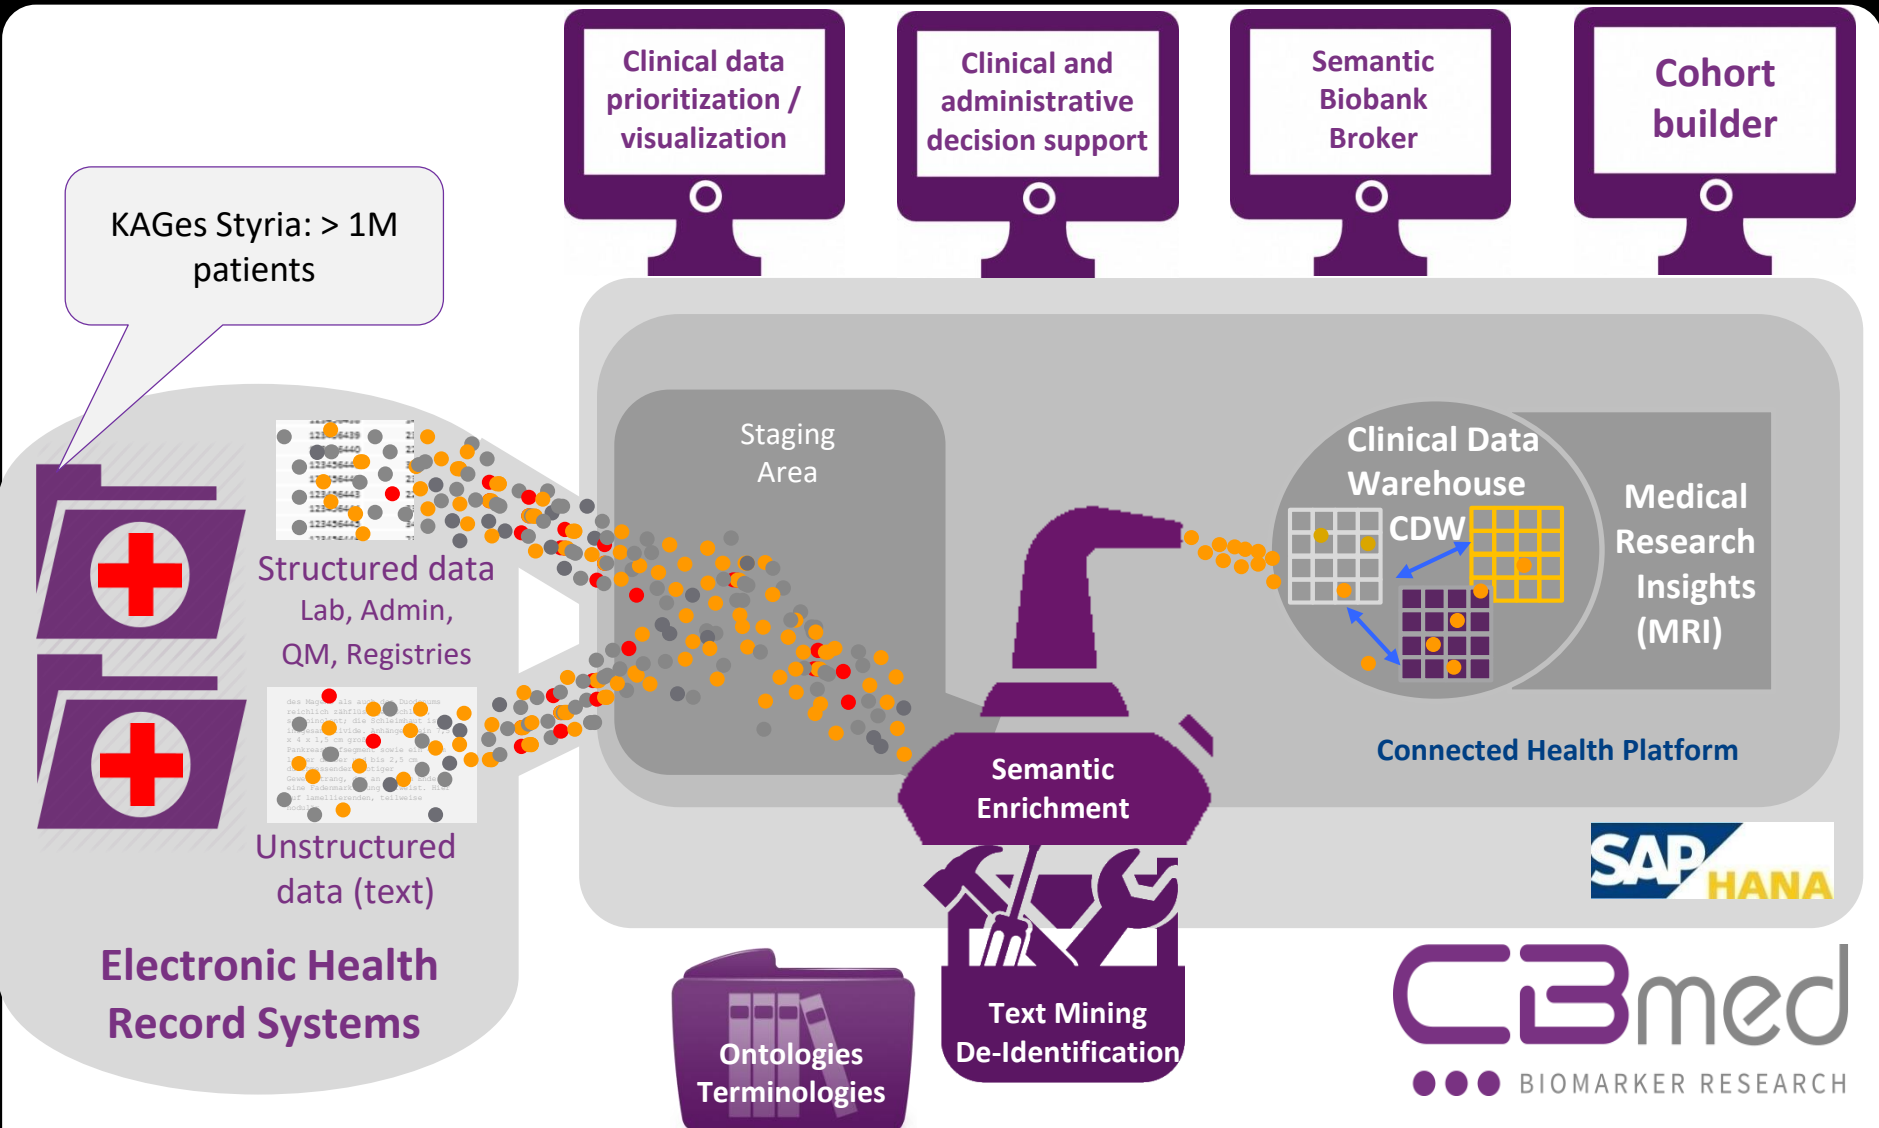 Clinical data
prioritization /
visualization
Clinical and
administrative
decision support
Semantic
Biobank
Broker
Cohort
builder
KAGes Styria: > 1M
patients
123456439
123456443
123456445
Structured data
Lab, Admin,
QM, Registries
Unstructured
data (text)
Electronic Health
Record Systems
Staging
Area
Semantic
Enrichment
Text Mining
De-Identification
Ontologies
Terminologies
Clinical Data
Warehouse
CDW
Medical
Research
Insights
(MRI)
Connected Health Platform
SAP HANA
CBmed
BIOMARKER RESEARCH